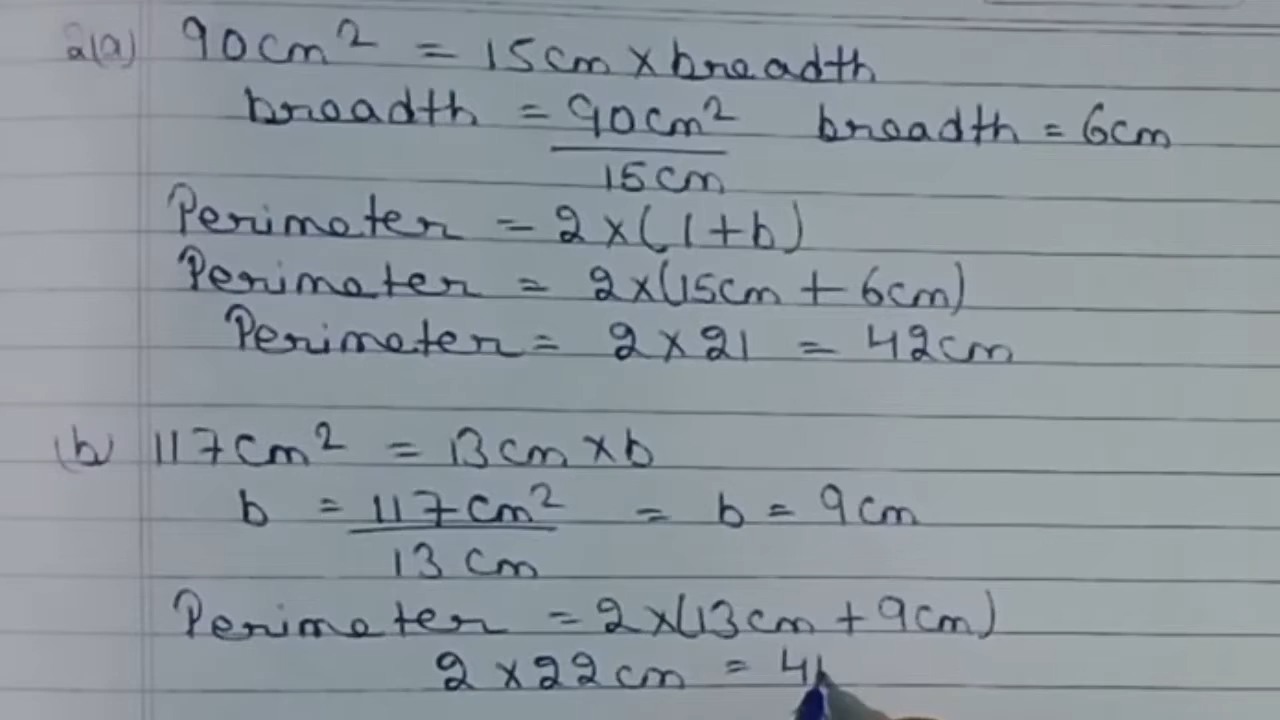 2(a) 90cm² = 15cm × breadth
breadth = 90cm² breadth = 6cm
15cm
Perimeter = 2×(l+b)
Perimeter = 2×(15cm + 6cm)
Perimeter = 2 × 21 = 42cm
(b) 117cm² = 13cm × b
b = 117cm² = b = 9cm
13 cm
Perimeter = 2×(13cm + 9cm)
2 × 22cm = 4